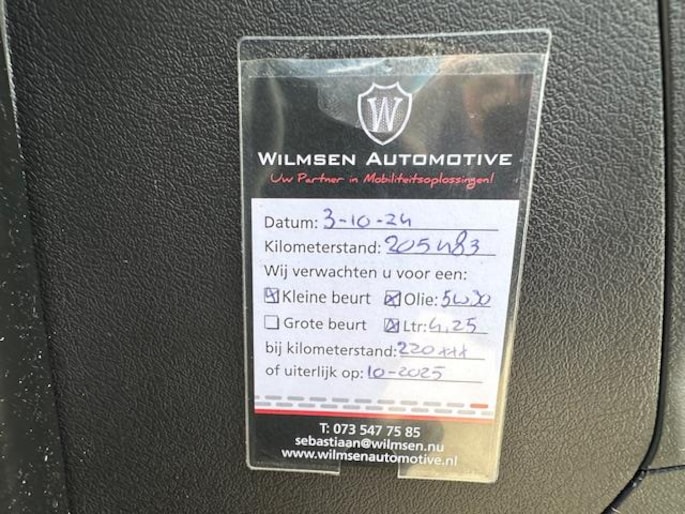 W
WILMSEN AUTOMOTIVE
Uw Partner in Mobiliteitsoplossingen!
Datum: 3-10-24
Kilometerstand: 205483
Wij verwachten u voor een:
Kleine beurt Olie: 5w30
Grote beurt Ltr: 4,25
bij kilometerstand: 220xxx
of uiterlijk op: 10-2025
T: 073 547 75 85
sebastiaan@wilmsen.nu
www.wilmsenautomotive.nl